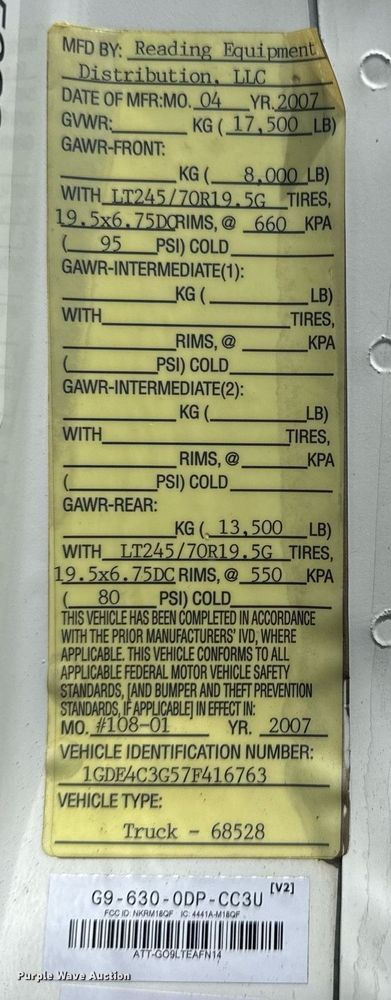 MFD BY: Reading Equipment
Distribution, LLC
DATE OF MFR:MO. 04 YR. 2007
GVWR: KG ( 17,500 LB)
GAWR-FRONT:
KG ( 8,000 LB)
WITH LT245/70R19.5G TIRES,
19.5x6.75DC RIMS, @ 660 KPA
( 95 PSI) COLD
GAWR-INTERMEDIATE(1):
KG ( LB)
WITH TIRES,
RIMS, @ KPA
( PSI) COLD
GAWR-INTERMEDIATE(2):
KG ( LB)
WITH TIRES,
RIMS, @ KPA
( PSI) COLD
GAWR-REAR:
KG ( 13,500 LB)
WITH LT245/70R19.5G TIRES,
19.5x6.75DC RIMS, @ 550 KPA
( 80 PSI) COLD
THIS VEHICLE HAS BEEN COMPLETED IN ACCORDANCE
WITH THE PRIOR MANUFACTURERS' IVD, WHERE
APPLICABLE. THIS VEHICLE CONFORMS TO ALL
APPLICABLE FEDERAL MOTOR VEHICLE SAFETY
STANDARDS, [AND BUMPER AND THEFT PREVENTION
STANDARDS, IF APPLICABLE] IN EFFECT IN:
MO. #108-01 YR. 2007
VEHICLE IDENTIFICATION NUMBER:
1GDE4C3G57F416763
VEHICLE TYPE:
Truck - 68528
G9-630-0DP-CC3U [V2]
FCC ID: NKRM18QF IC: 4441A-M18QF
ATT-GO9LTEAFN14
Purple Wave Auction